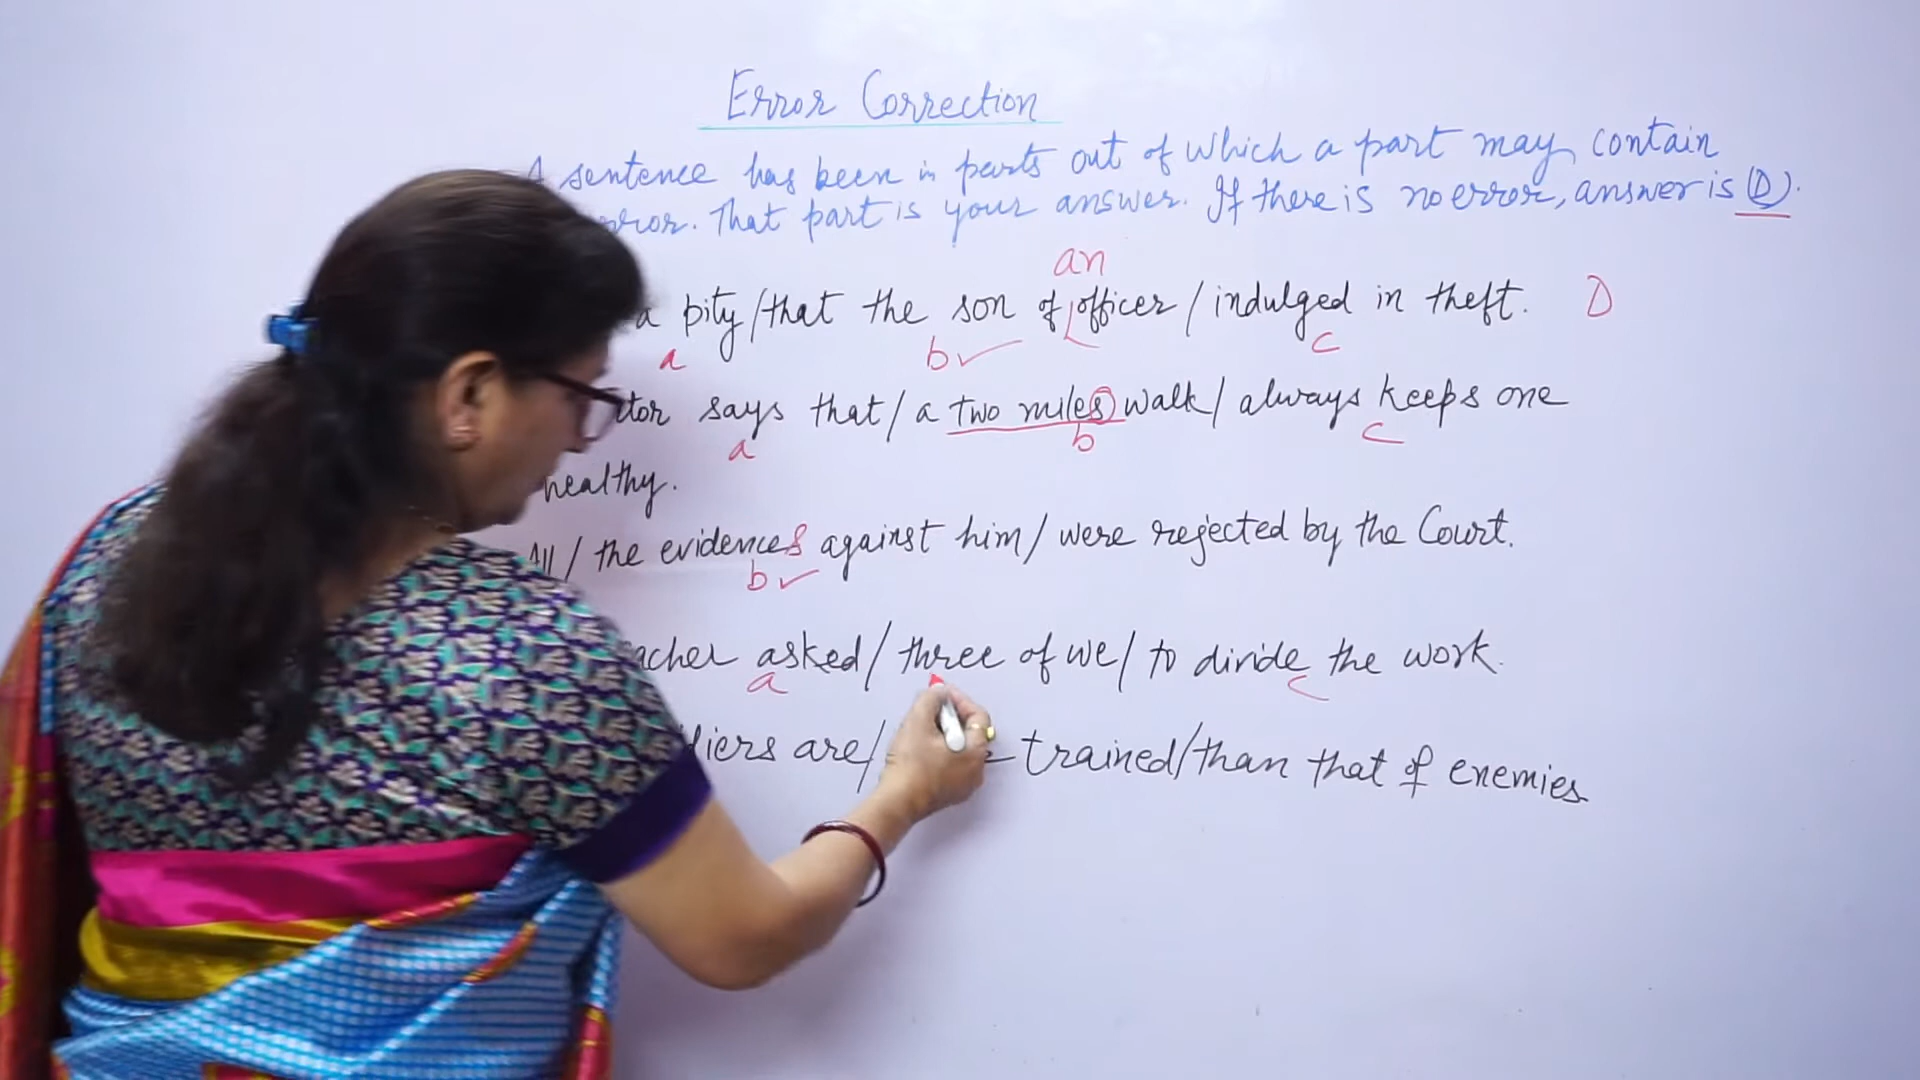 Error Correction
A sentence has been in parts out of which a part may contain
error. That part is your answer. If there is no error, answer is (D).
an
a pity / that the son of officer / indulged in theft. D
a b✓ c
says that / a two miles walk / always keeps one
a b c
healthy.
All / the evidences against him / were rejected by the Court.
b✓
asked / three of we / to divide the work.
a c
are / trained / than that of enemies